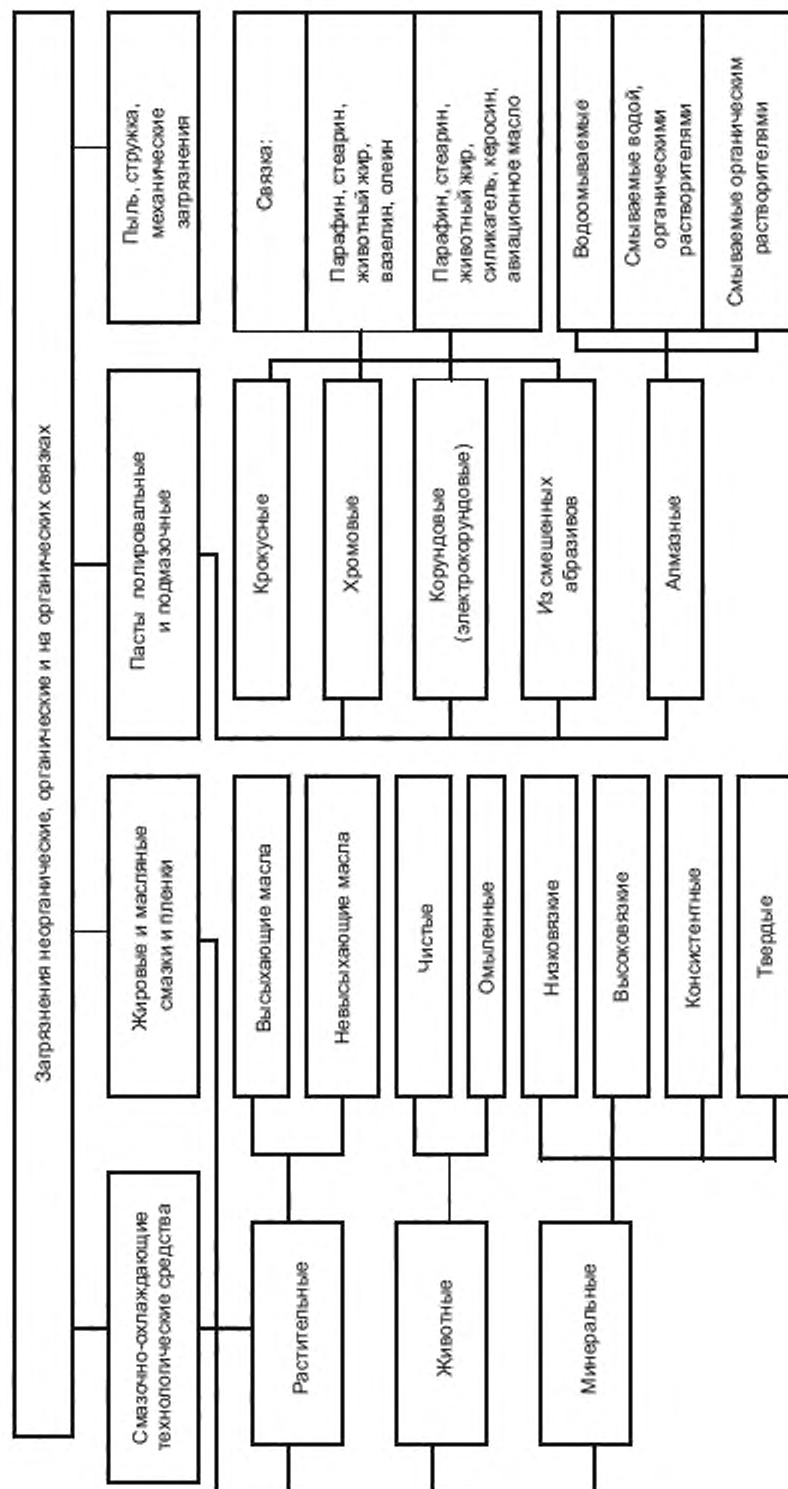 Загрязнения неорганические, органические и на органических связках
Смазочно-охлаждающие
технологические средства
Жировые и масляные
смазки и пленки
Пасты полировальные
и подмазочные
Пыль, стружка,
механические
загрязнения
Растительные
Животные
Минеральные
Высыхающие масла
Невысыхающие масла
Чистые
Омыленные
Низковязкие
Высоковязкие
Консистентные
Твердые
Крокусные
Хромовые
Корундовые
(электрокорундовые)
Из смешенных
абразивов
Алмазные
Связка:
Парафин, стеарин,
животный жир,
вазелин, олеин
Парафин, стеарин,
животный жир,
силикагель, керосин,
авиационное масло
Водоомываемые
Смываемые водой,
органическими
растворителями
Смываемые органическим
растворителями